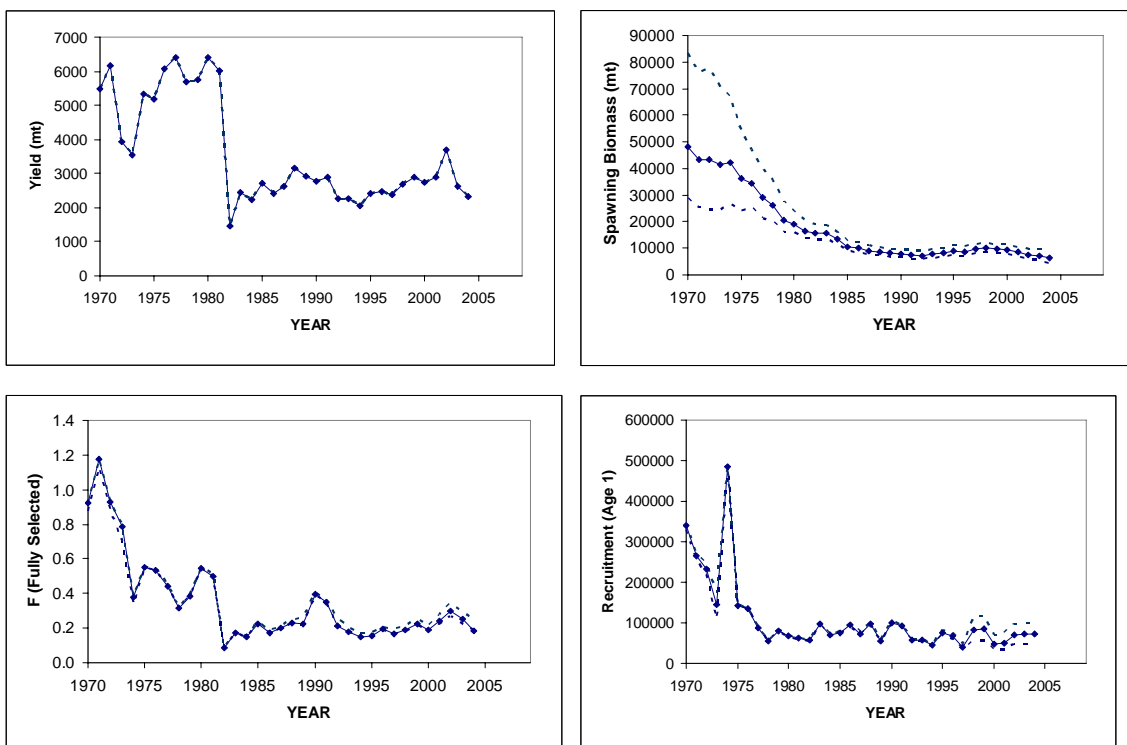 Yield (mt)
7000
6000
5000
4000
3000
2000
1000
0
1970 1975 1980 1985 1990 1995 2000 2005
YEAR
Spawning Biomass (mt)
90000
80000
70000
60000
50000
40000
30000
20000
10000
0
1970 1975 1980 1985 1990 1995 2000 2005
YEAR
F (Fully Selected)
1.4
1.2
1.0
0.8
0.6
0.4
0.2
0.0
1970 1975 1980 1985 1990 1995 2000 2005
YEAR
Recruitment (Age 1)
600000
500000
400000
300000
200000
100000
0
1970 1975 1980 1985 1990 1995 2000 2005
YEAR